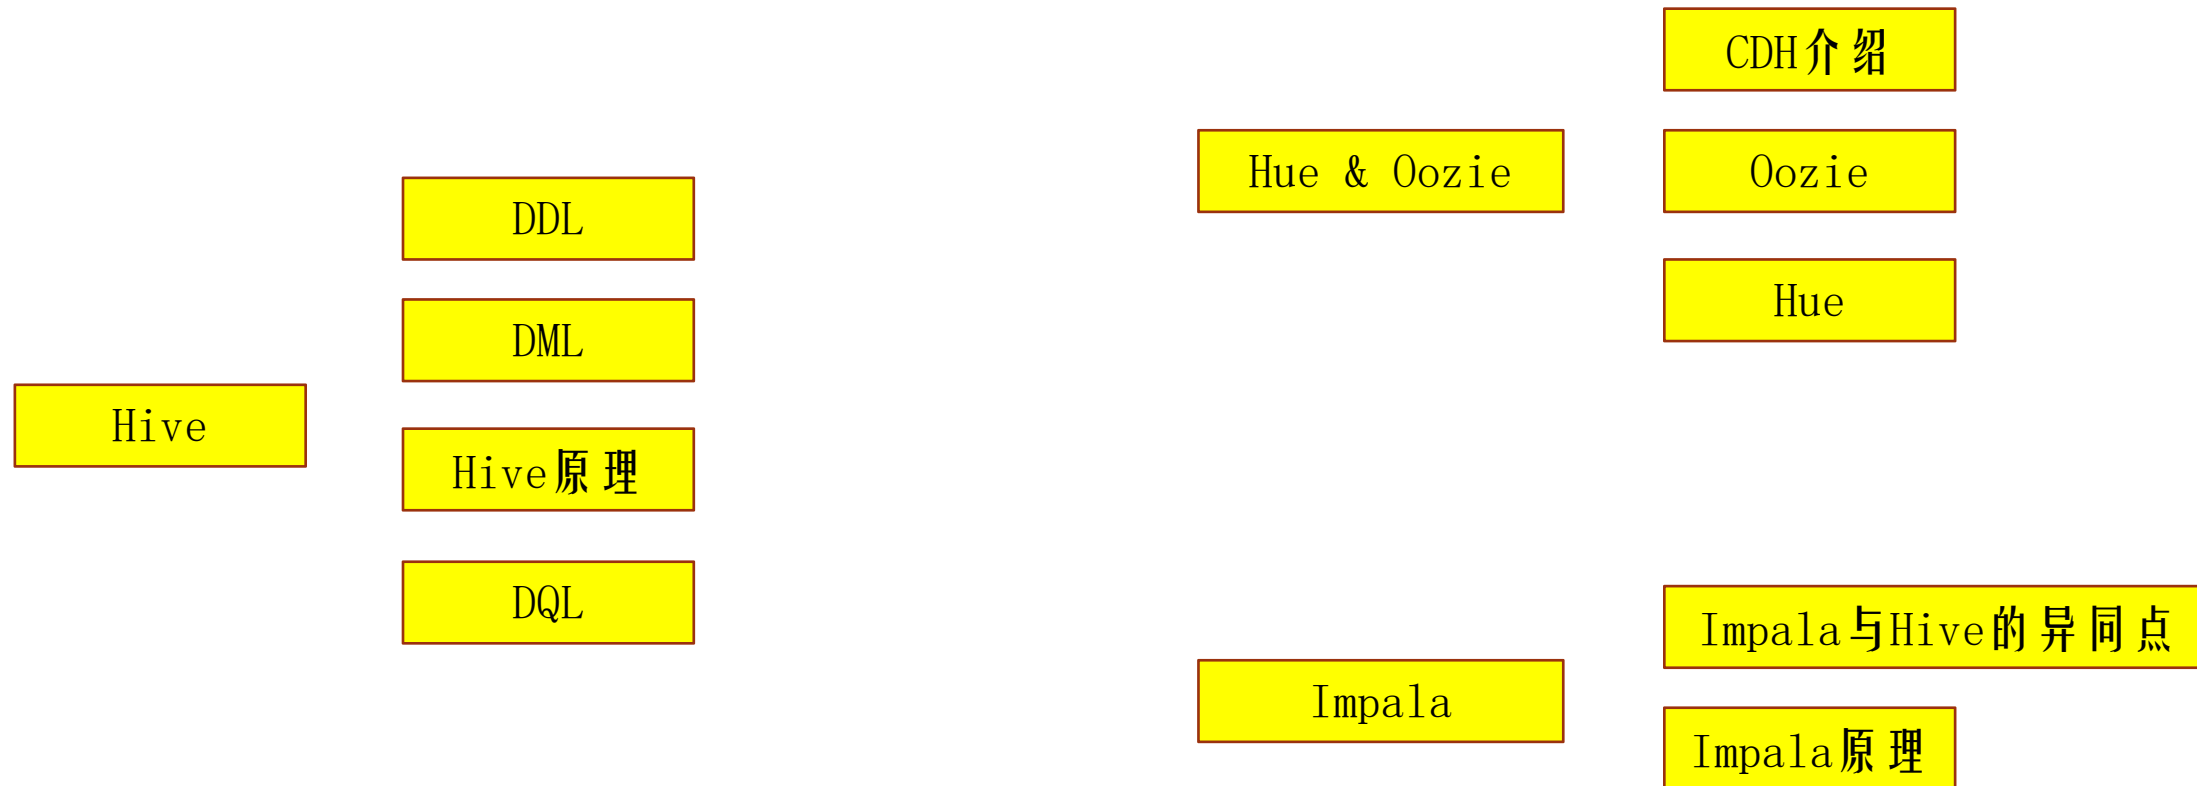 Hive
DDL
DML
Hive原理
DQL
Hue & Oozie
CDH介绍
Oozie
Hue
Impala
Impala与Hive的异同点
Impala原理